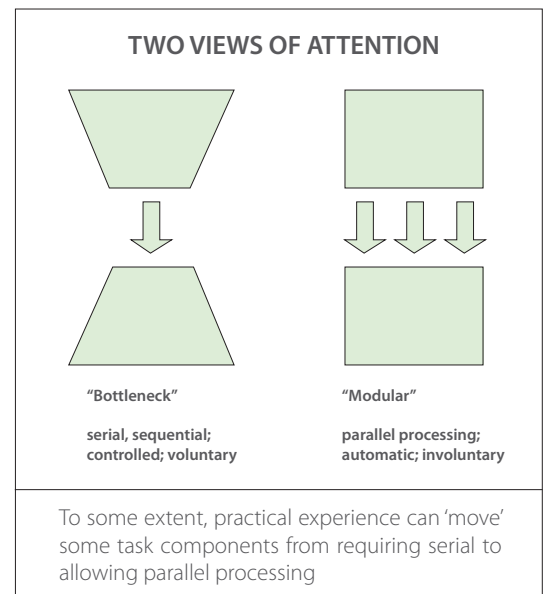 TWO VIEWS OF ATTENTION
“Bottleneck”
serial, sequential;
controlled; voluntary
“Modular”
parallel processing;
automatic; involuntary
To some extent, practical experience can ‘move’
some task components from requiring serial to
allowing parallel processing